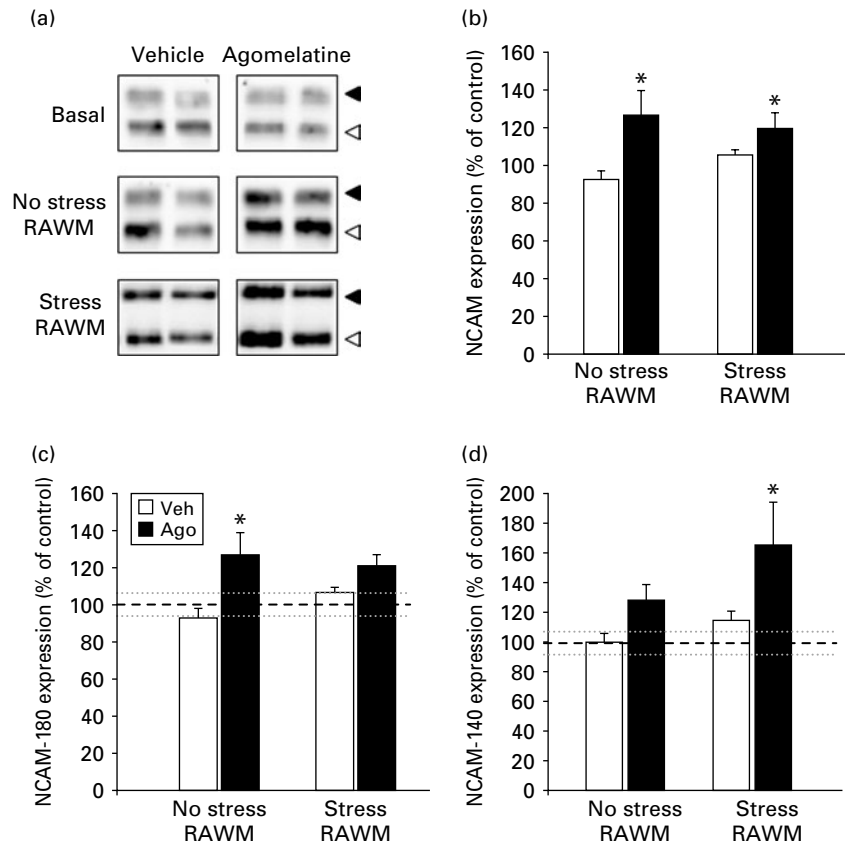 (a)
Vehicle Agomelatine
Basal
No stress
RAWM
Stress
RAWM
(b)
NCAM expression (% of control)
160
140
120
100
80
60
40
20
0
*
*
No stress
RAWM
Stress
RAWM
(c)
NCAM-180 expression (% of control)
160
140
120
100
80
60
40
20
0
Veh
Ago
*
No stress
RAWM
Stress
RAWM
(d)
NCAM-140 expression (% of control)
200
180
160
140
120
100
80
60
40
20
0
*
No stress
RAWM
Stress
RAWM